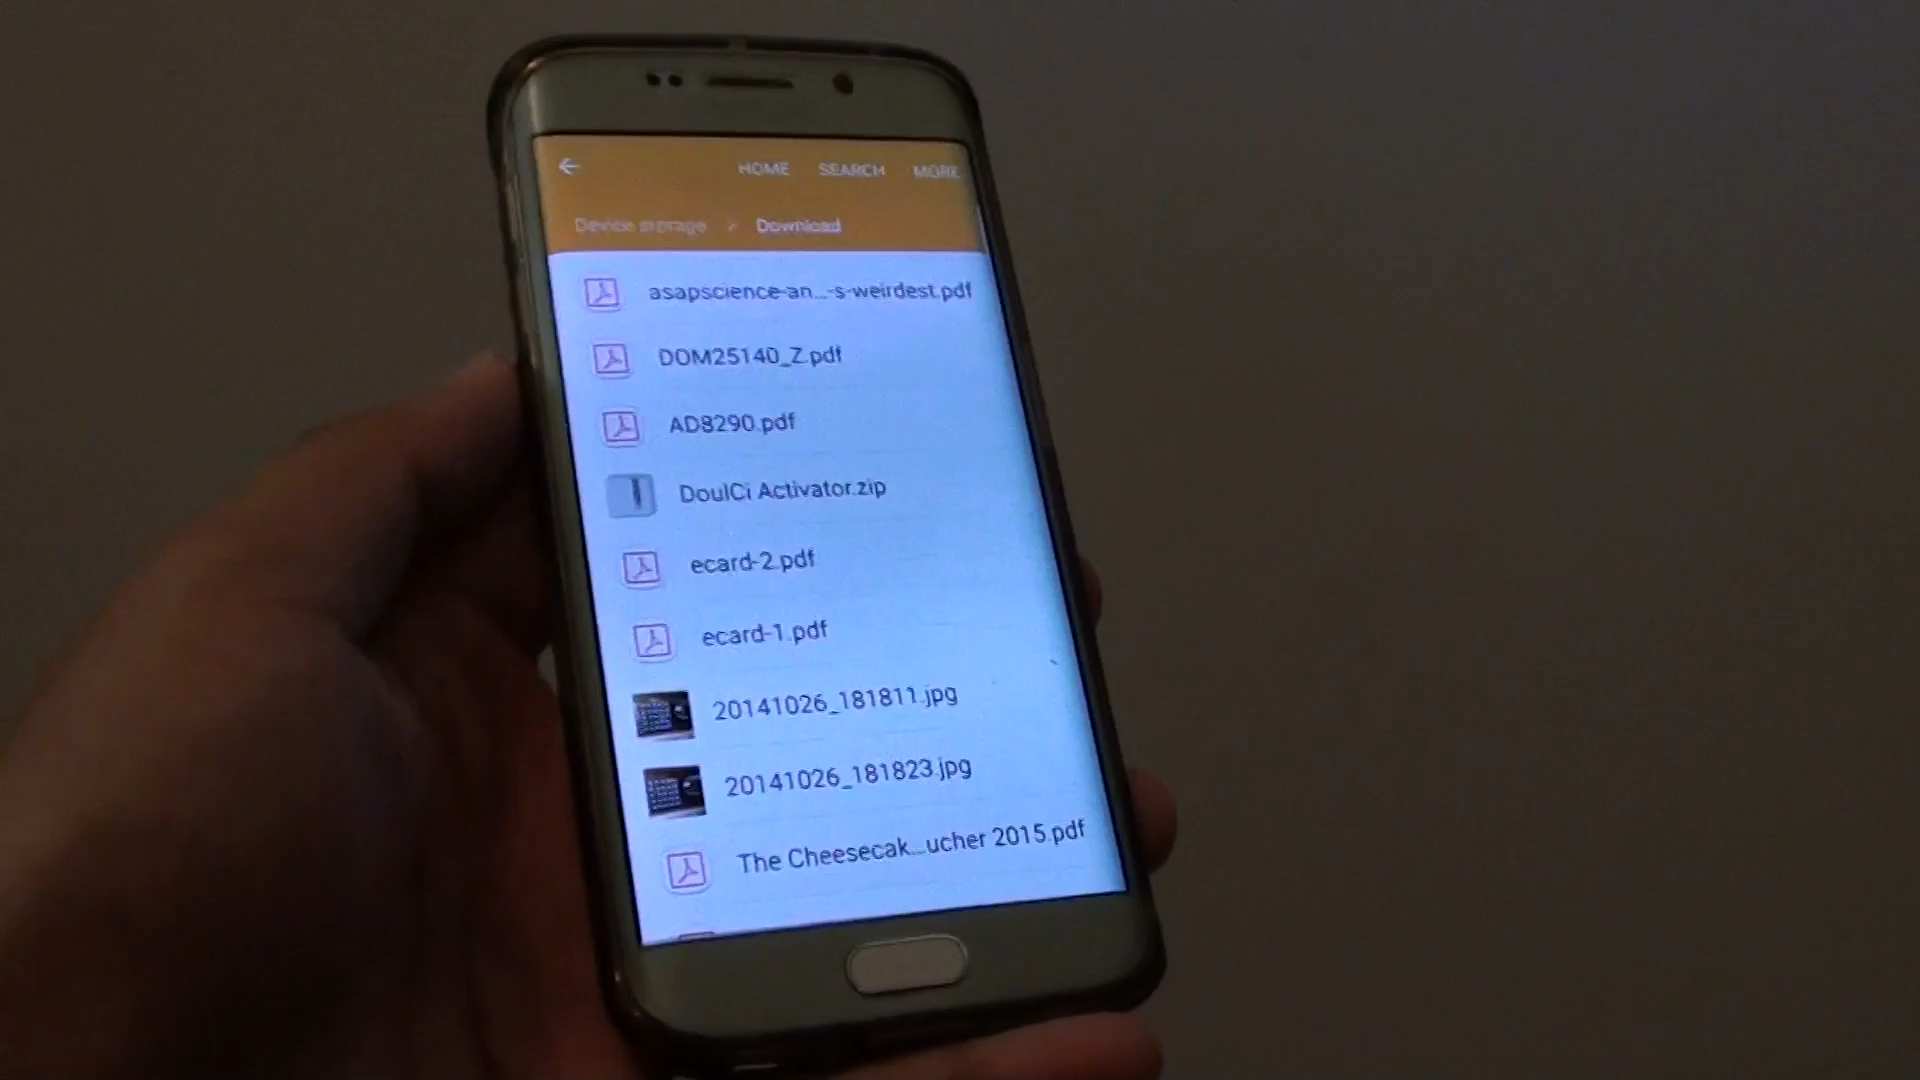 HOME SEARCH MORE
Device storage > Download
asapscience-an...-s-weirdest.pdf
DOM25140_Z.pdf
AD8290.pdf
DoulCi Activator.zip
ecard-2.pdf
ecard-1.pdf
20141026_181811.jpg
20141026_181823.jpg
The Cheesecak...ucher 2015.pdf